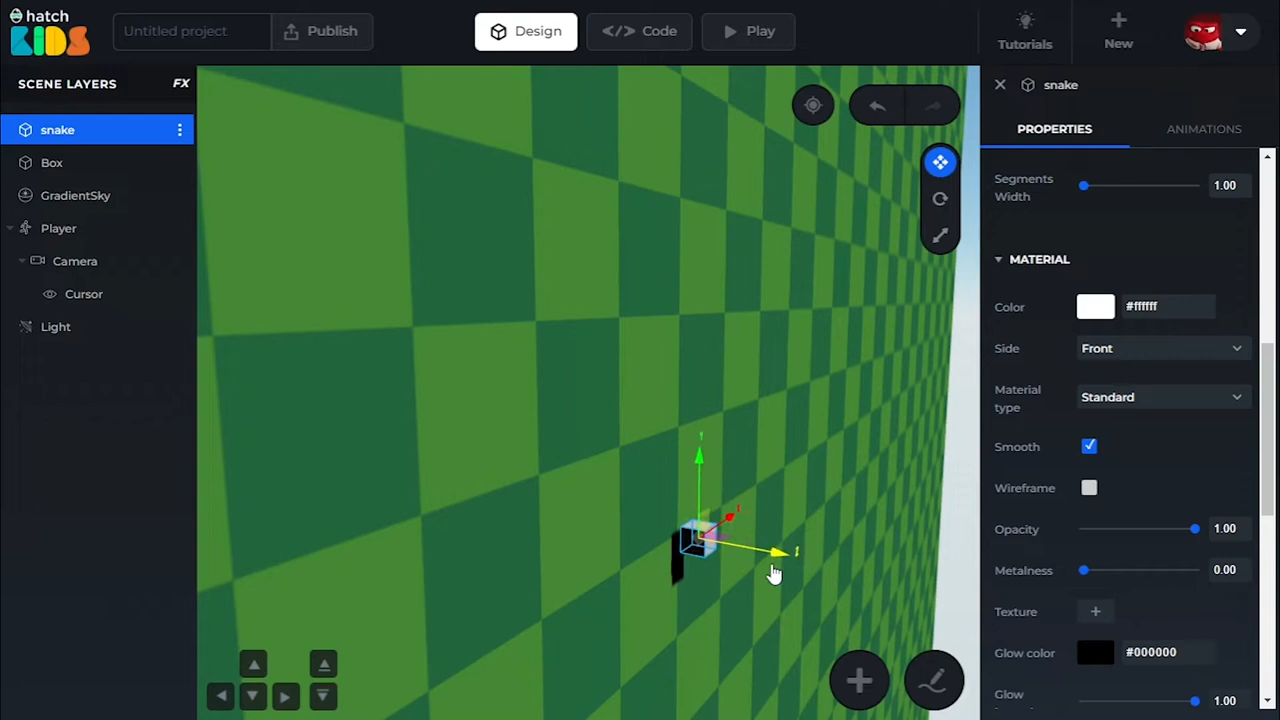 hatch
KIDS
Untitled project
Publish
Design
</> Code
Play
Tutorials
New
SCENE LAYERS
FX
snake
Box
GradientSky
Player
Camera
Cursor
Light
snake
PROPERTIES
ANIMATIONS
Segments
Width
1.00
MATERIAL
Color
#ffffff
Side
Front
Material
type
Standard
Smooth
Wireframe
Opacity
1.00
Metalness
0.00
Texture
Glow color
#000000
Glow
1.00